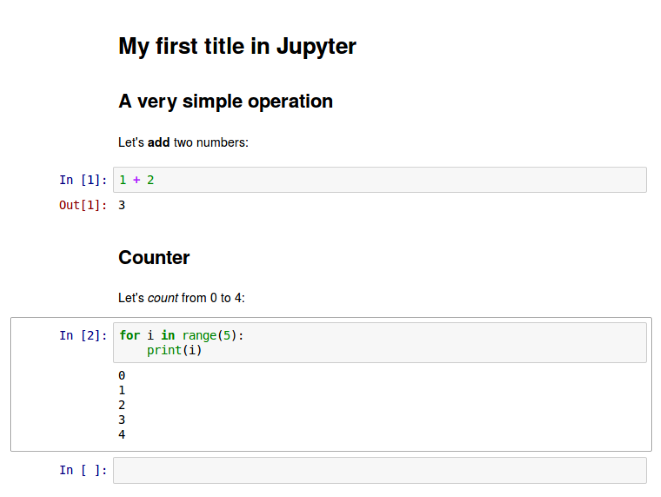 My first title in Jupyter
A very simple operation
Let's add two numbers:
In [1]: 1 + 2
Out[1]: 3
Counter
Let's count from 0 to 4:
In [2]: for i in range(5):
    print(i)
0
1
2
3
4
In [ ]: